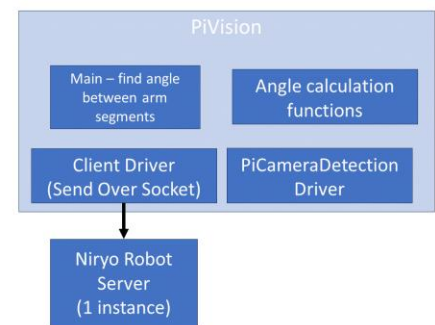 PiVision
Main – find angle
between arm
segments
Angle calculation
functions
Client Driver
(Send Over Socket)
PiCameraDetection
Driver
Niryo Robot
Server
(1 instance)